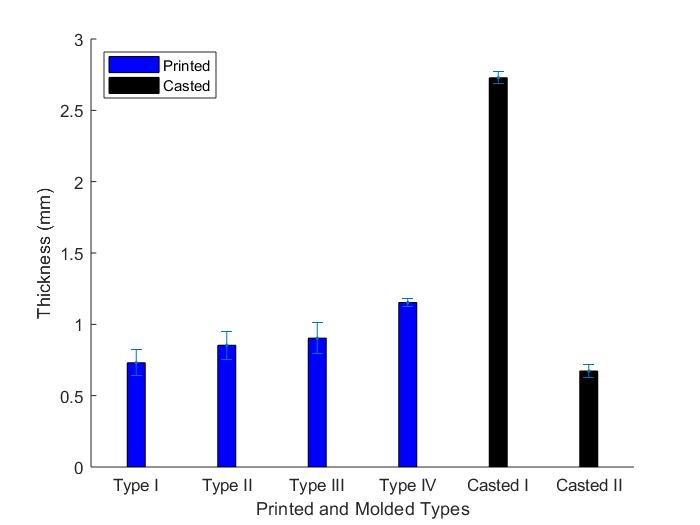 3
Printed
Casted
2.5
2
1.5
1
0.5
0
Thickness (mm)
Type I Type II Type III Type IV Casted I Casted II
Printed and Molded Types